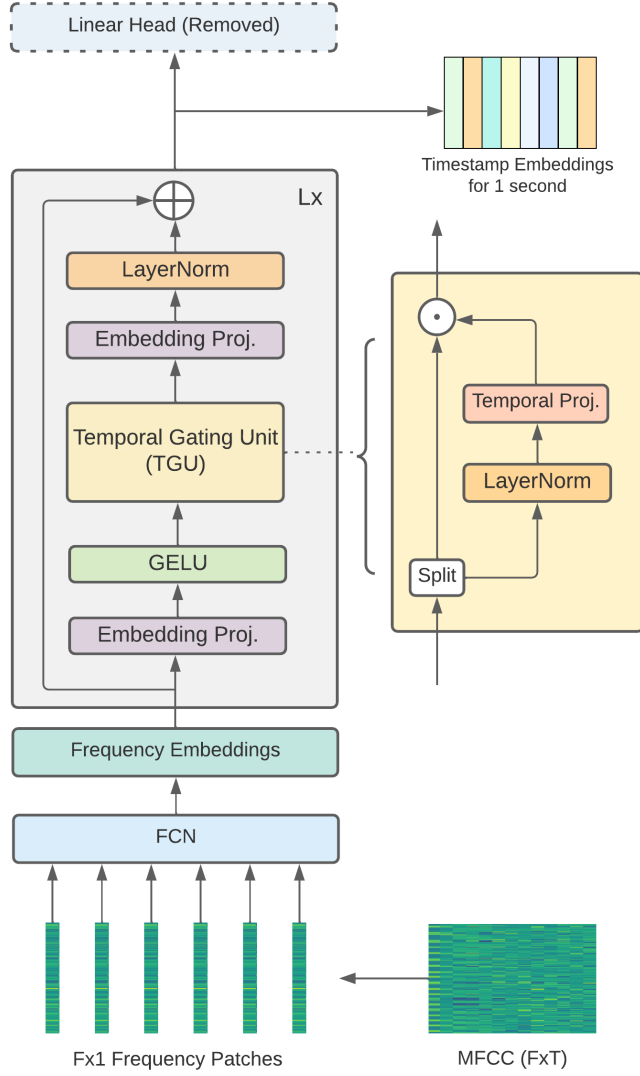 Linear Head (Removed)
Timestamp Embeddings
for 1 second
Lx
LayerNorm
Embedding Proj.
Temporal Gating Unit
(TGU)
GELU
Embedding Proj.
Temporal Proj.
LayerNorm
Split
Frequency Embeddings
FCN
Fx1 Frequency Patches
MFCC (FxT)